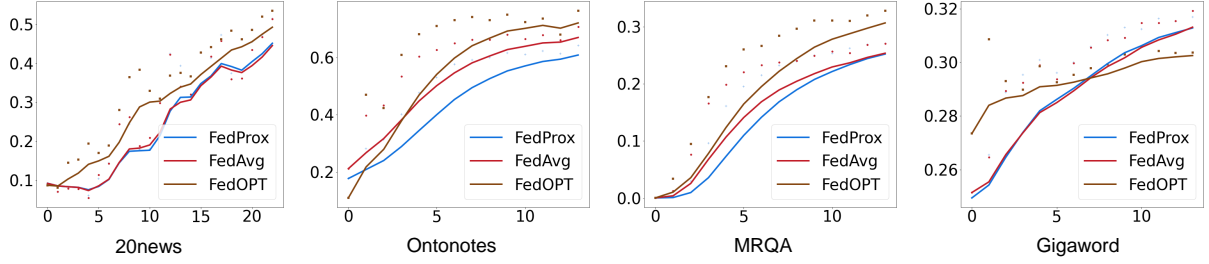 0.5
0.4
0.3
0.2
0.1
0 5 10 15 20
FedProx
FedAvg
FedOPT
20news
0.6
0.4
0.2
0 5 10
FedProx
FedAvg
FedOPT
Ontonotes
0.3
0.2
0.1
0.0
0 5 10
FedProx
FedAvg
FedOPT
MRQA
0.32
0.30
0.28
0.26
0 5 10
FedProx
FedAvg
FedOPT
Gigaword